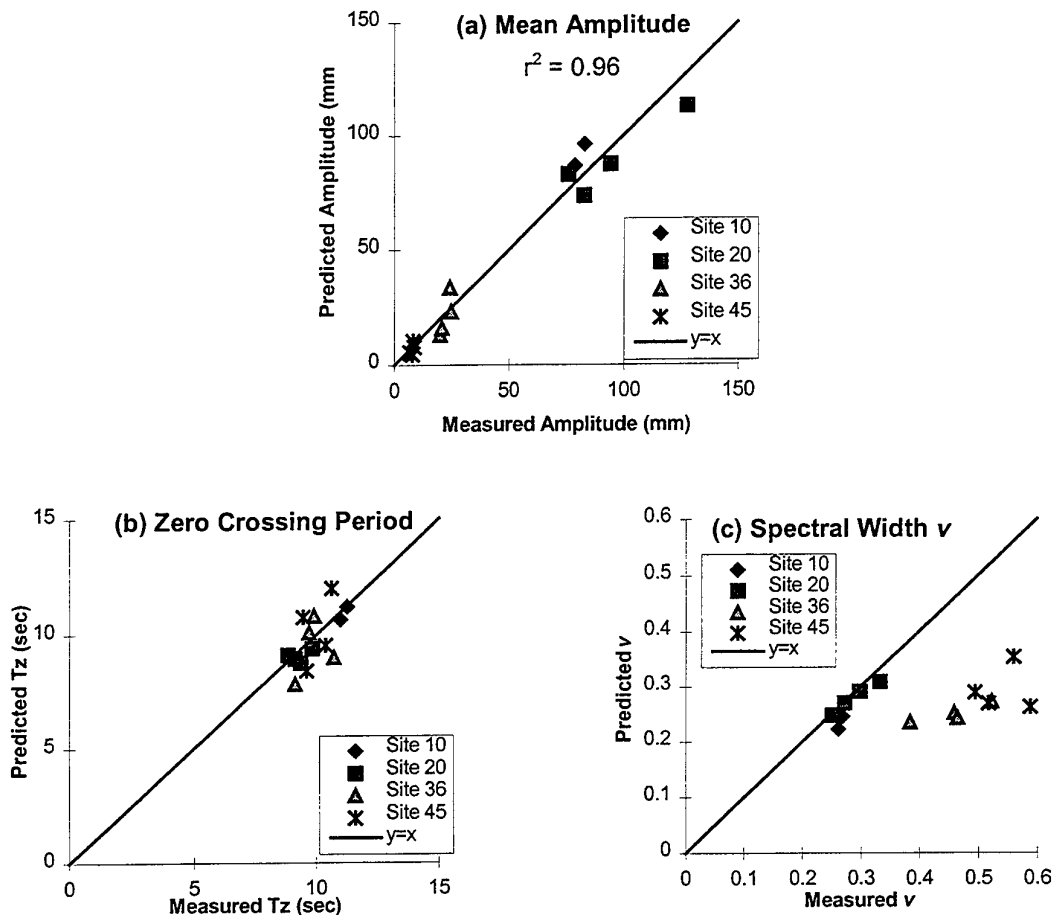 (a) Mean Amplitude
r² = 0.96
Predicted Amplitude (mm
150
100
50
0
0
50
100
150
Measured Amplitude (mm)
Site 10
Site 20
Site 36
Site 45
y=x
(b) Zero Crossing Period
Predicted Tz (sec)
15
10
5
0
0
5
10
15
Measured Tz (sec)
Site 10
Site 20
Site 36
Site 45
y=x
(c) Spectral Width v
Predicted v
0.6
0.5
0.4
0.3
0.2
0.1
0
0
0.1
0.2
0.3
0.4
0.5
0.6
Measured v
Site 10
Site 20
Site 36
Site 45
y=x